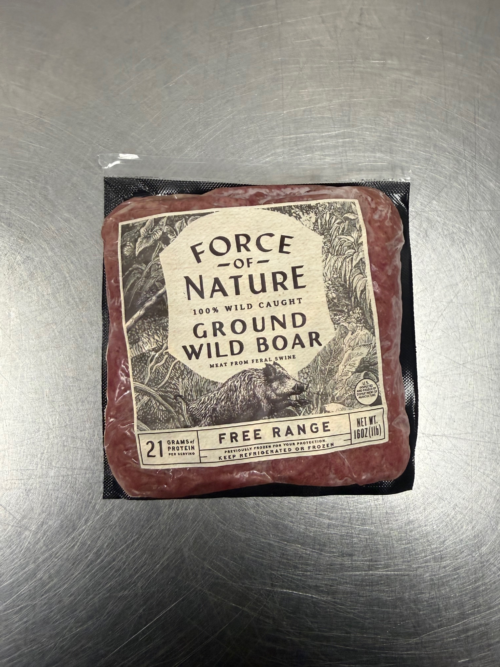 FORCE
OF
NATURE
100% WILD CAUGHT
GROUND
WILD BOAR
MEAT FROM FERAL SWINE
21 GRAMS of
PROTEIN
PER SERVING
FREE RANGE
PREVIOUSLY FROZEN FOR YOUR PROTECTION
KEEP REFRIGERATED OR FROZEN
NET WT.
16OZ(1lb)